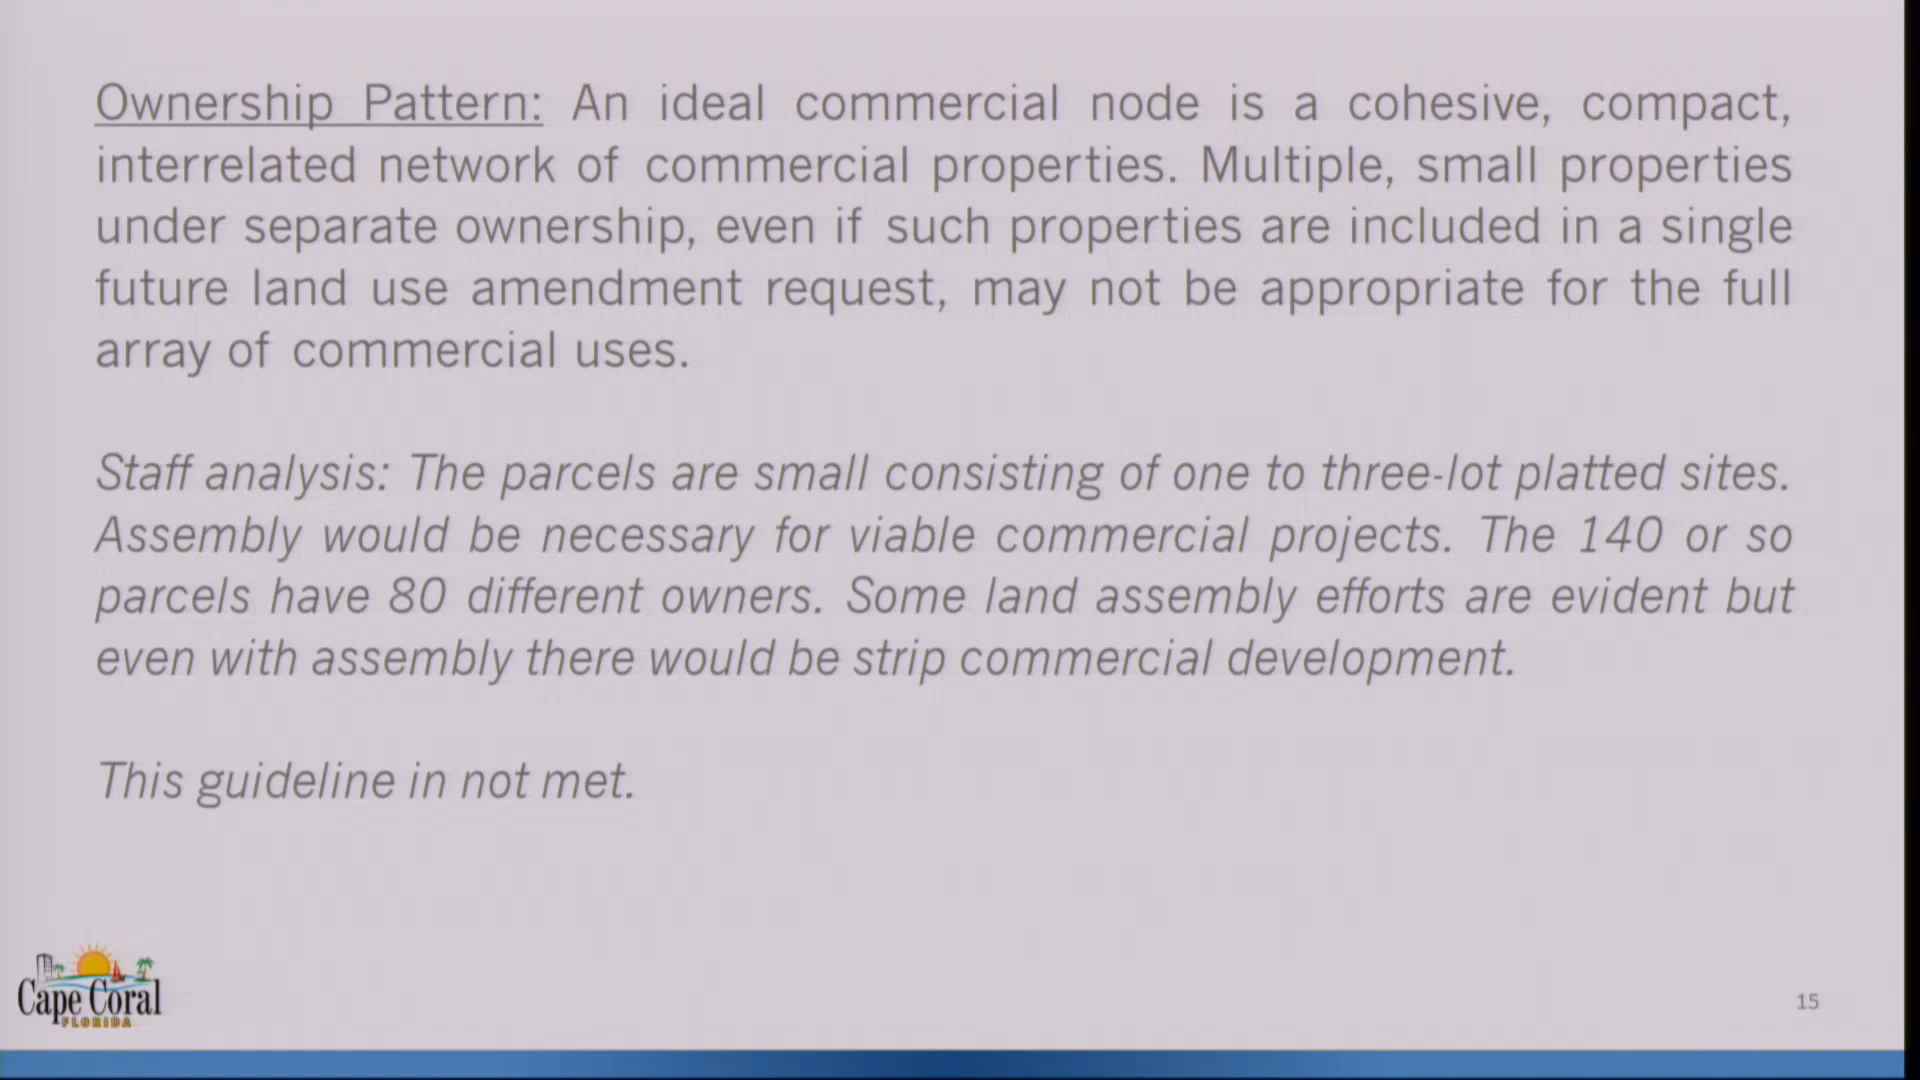 Ownership Pattern: An ideal commercial node is a cohesive, compact,
interrelated network of commercial properties. Multiple, small properties
under separate ownership, even if such properties are included in a single
future land use amendment request, may not be appropriate for the full
array of commercial uses.
Staff analysis: The parcels are small consisting of one to three-lot platted sites.
Assembly would be necessary for viable commercial projects. The 140 or so
parcels have 80 different owners. Some land assembly efforts are evident but
even with assembly there would be strip commercial development.
This guideline in not met.
Cape Coral
FLORIDA
15